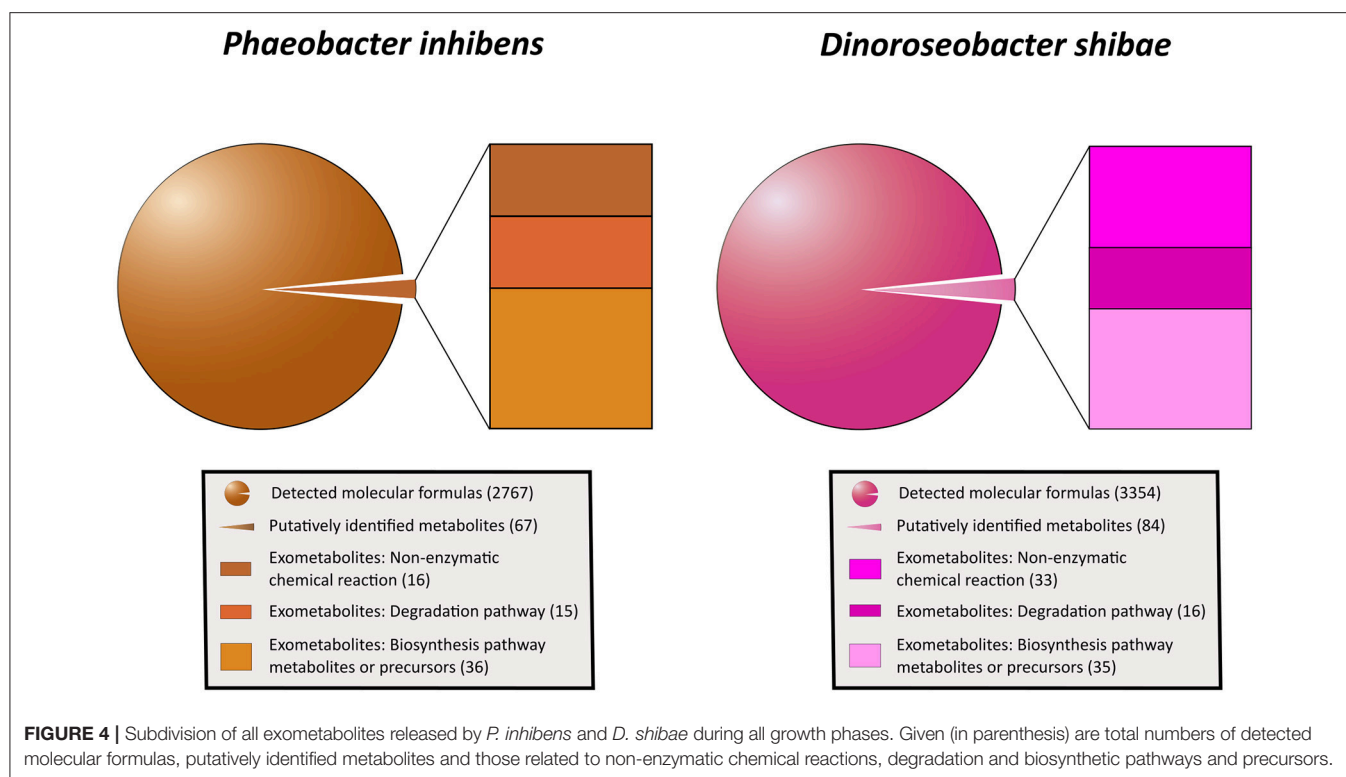 Phaeobacter inhibens
Dinoroseobacter shibae
Detected molecular formulas (2767)
Putatively identified metabolites (67)
Exometabolites: Non-enzymatic
chemical reaction (16)
Exometabolites: Degradation pathway (15)
Exometabolites: Biosynthesis pathway
metabolites or precursors (36)
Detected molecular formulas (3354)
Putatively identified metabolites (84)
Exometabolites: Non-enzymatic
chemical reaction (33)
Exometabolites: Degradation pathway (16)
Exometabolites: Biosynthesis pathway
metabolites or precursors (35)
FIGURE 4 | Subdivision of all exometabolites released by P. inhibens and D. shibae during all growth phases. Given (in parenthesis) are total numbers of detected
molecular formulas, putatively identified metabolites and those related to non-enzymatic chemical reactions, degradation and biosynthetic pathways and precursors.